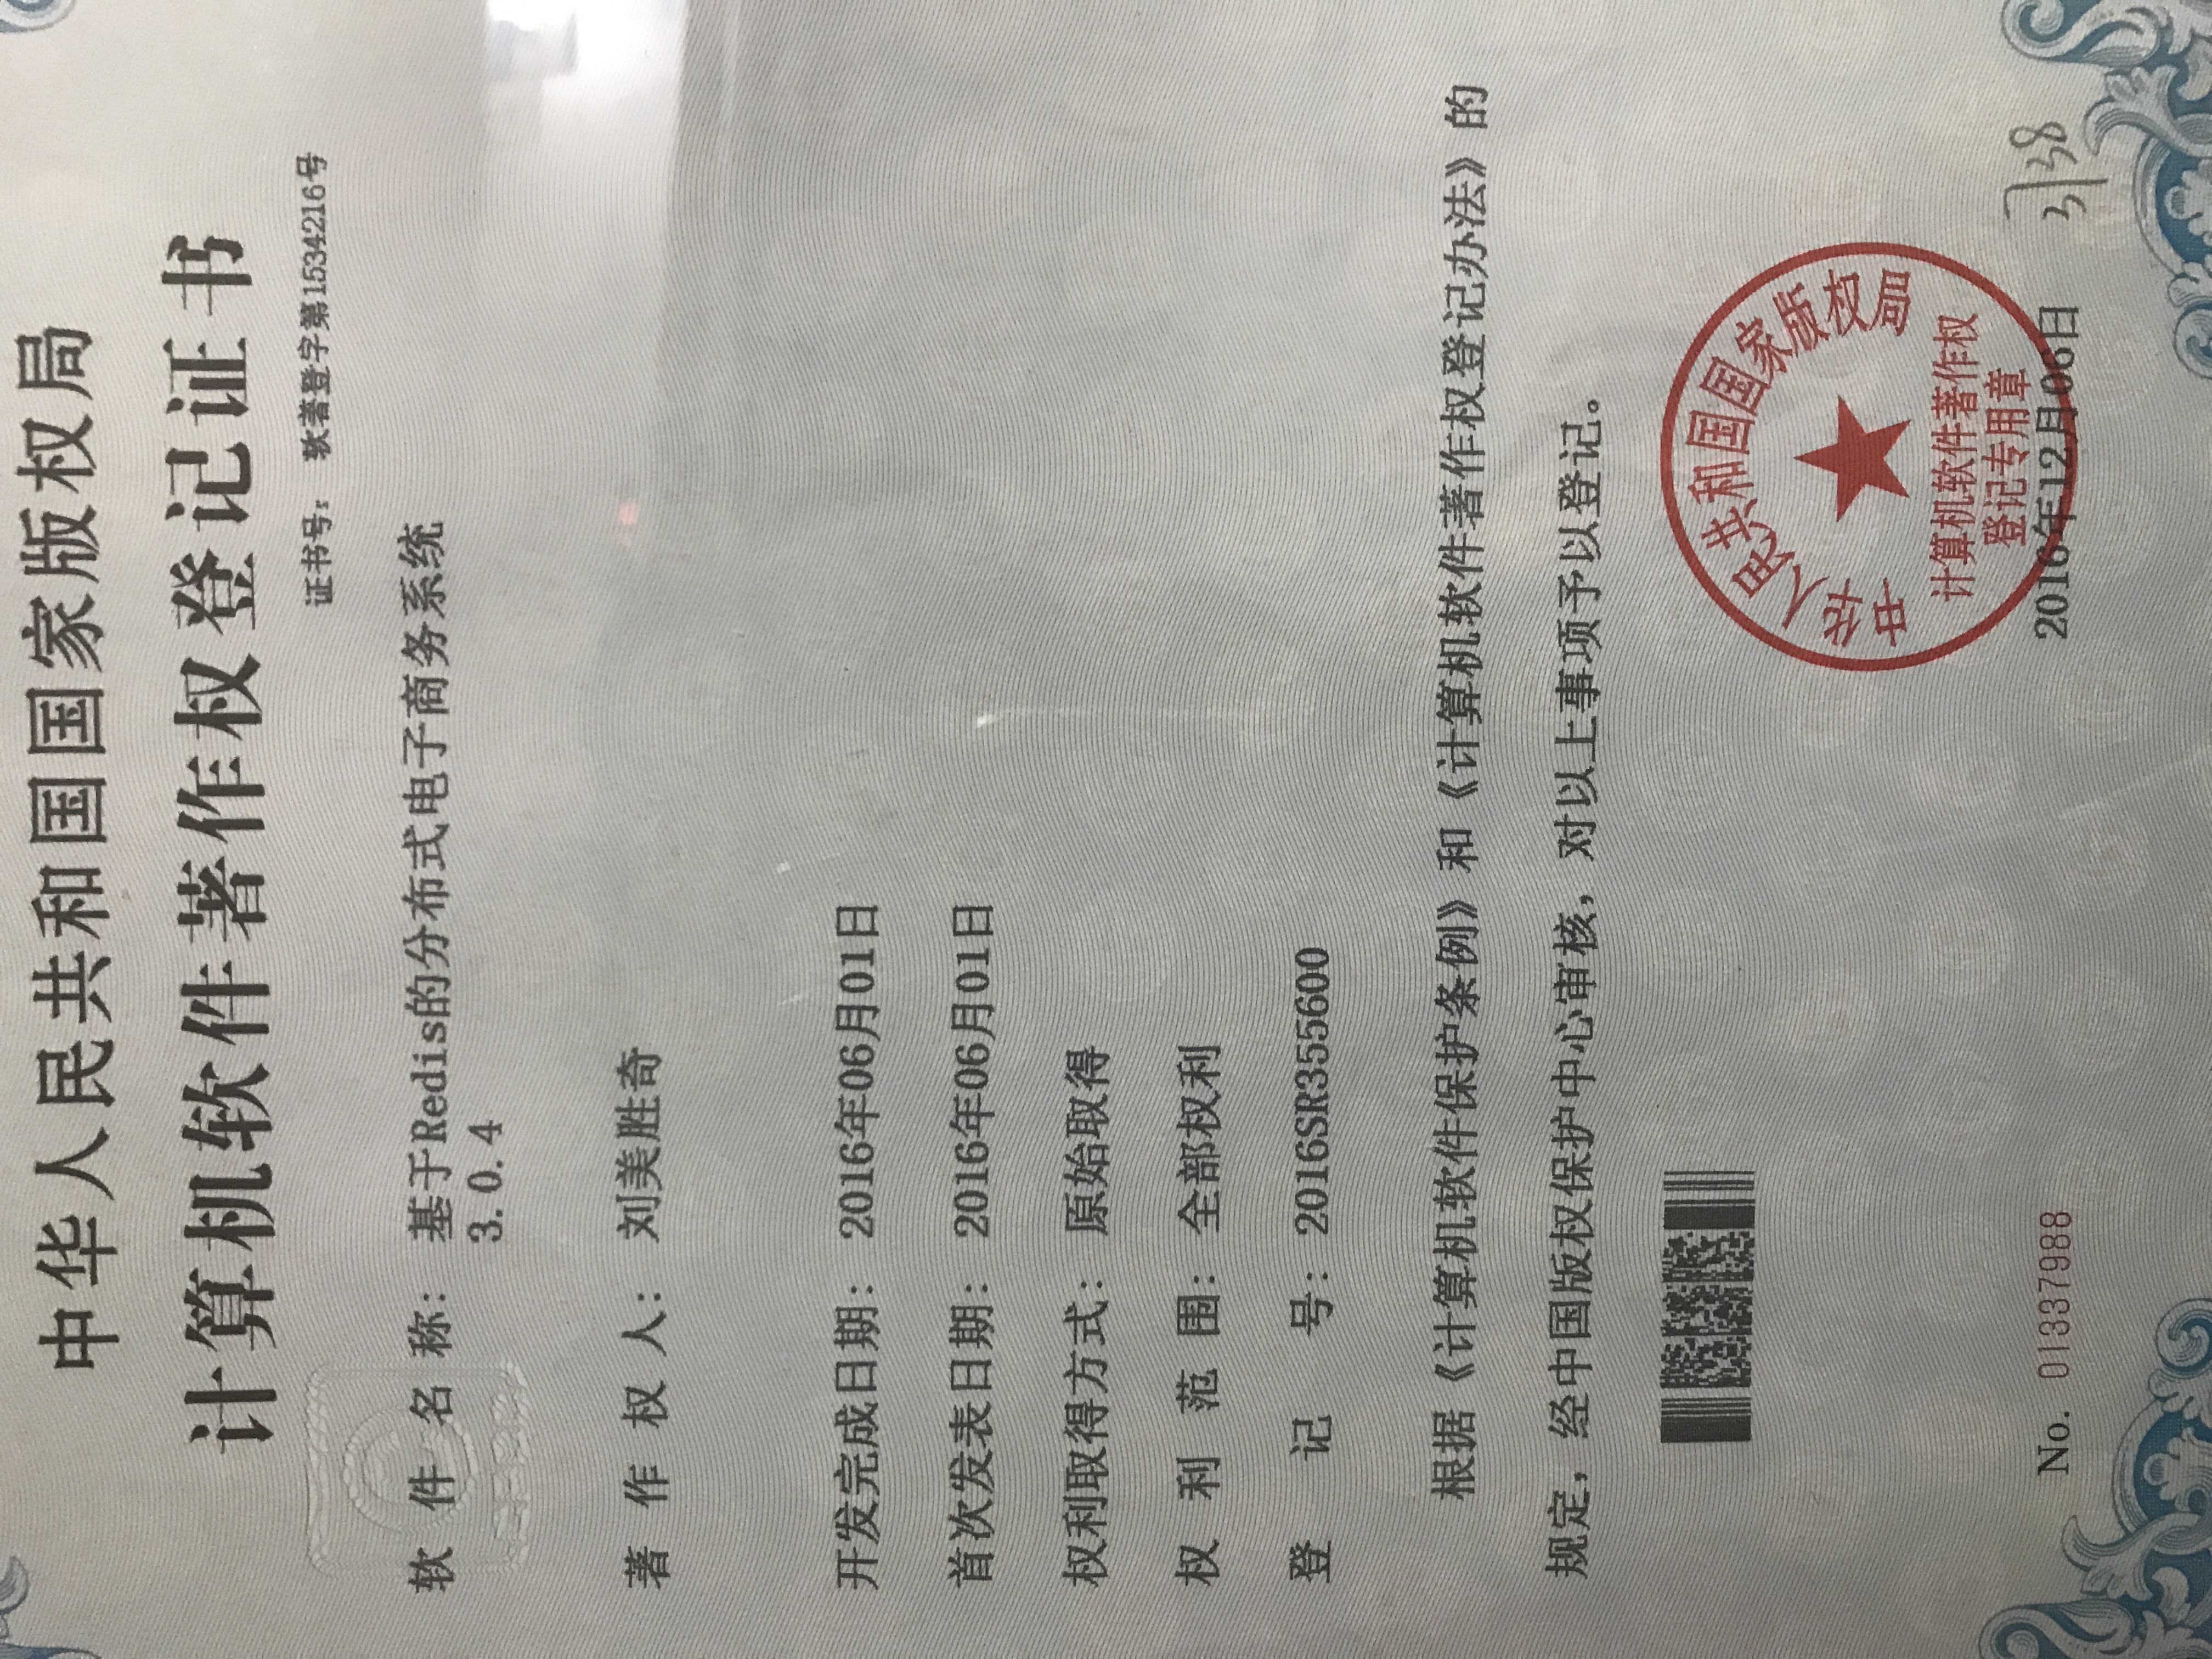 中华人民共和国国家版权局
计算机软件著作权登记证书
证书号： 软著登字第1534216号
软件名称： 基于Redis的分布式电子商务系统
3.0.4
著作权人： 刘美胜奇
开发完成日期： 2016年06月01日
首次发表日期： 2016年06月01日
权利取得方式： 原始取得
权利范围： 全部权利
登记号： 2016SR355600
根据《计算机软件保护条例》和《计算机软件著作权登记办法》的
规定，经中国版权保护中心审核，对以上事项予以登记。
中华人民共和国国家版权局
计算机软件著作权
登记专用章
No. 01337988
2016年12月06日
3/38